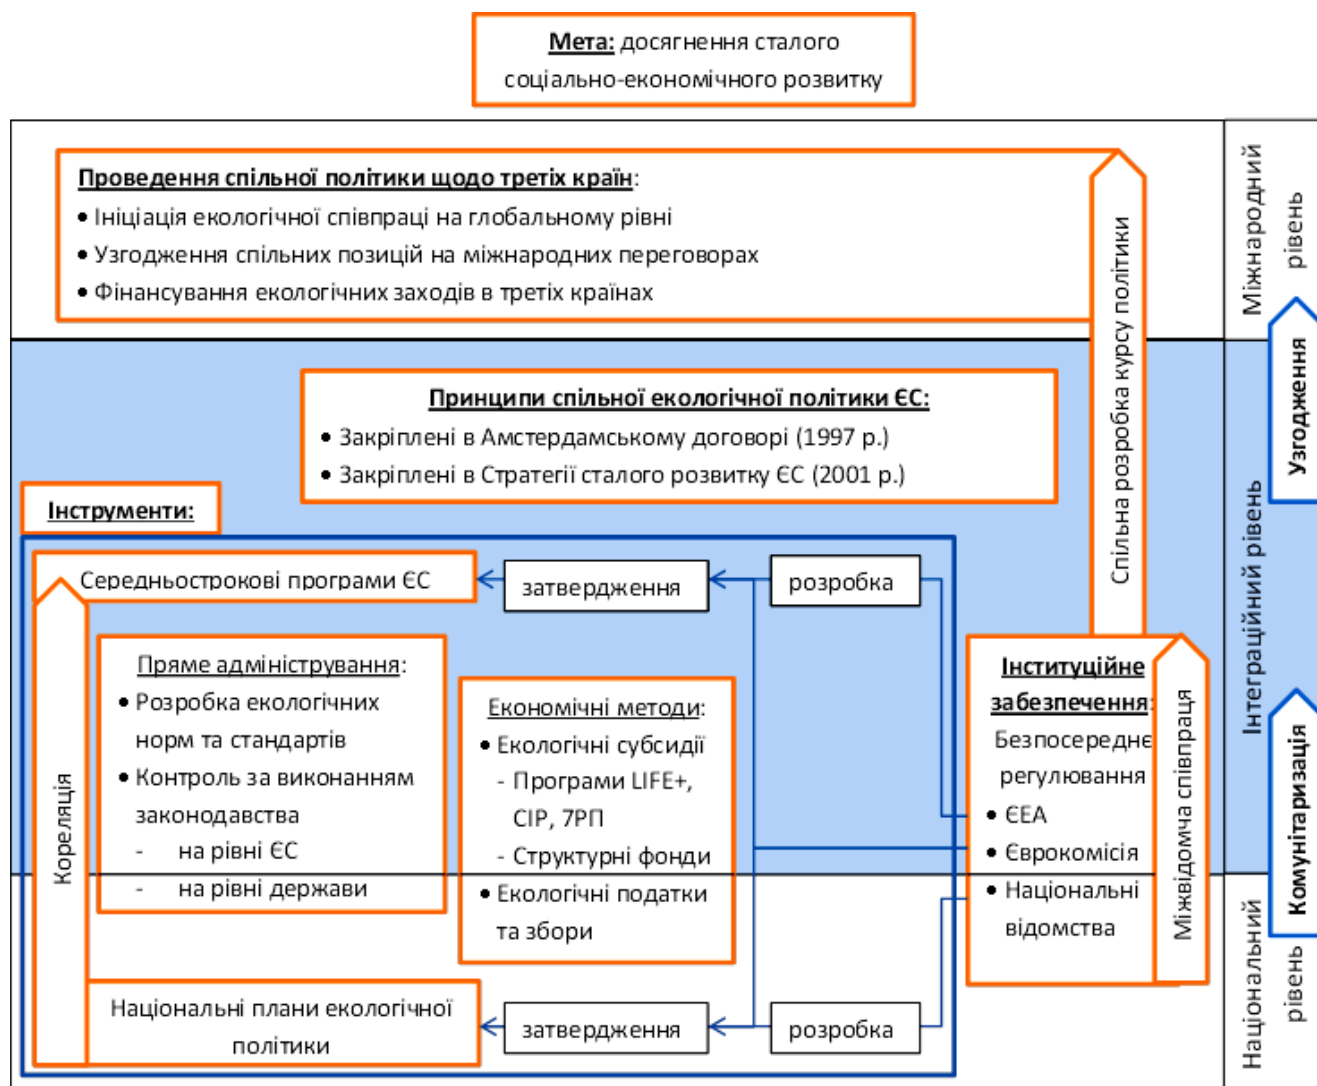 Мета: досягнення сталого
соціально-економічного розвитку
Проведення спільної політики щодо третіх країн:
• Ініціація екологічної співпраці на глобальному рівні
• Узгодження спільних позицій на міжнародних переговорах
• Фінансування екологічних заходів в третіх країнах
Спільна розробка курсу політики
Міжнародний
рівень
Принципи спільної екологічної політики ЄС:
• Закріплені в Амстердамському договорі (1997 р.)
• Закріплені в Стратегії сталого розвитку ЄС (2001 р.)
Узгодження
Інтеграційний рівень
Інструменти:
Середньострокові програми ЄС
затвердження
розробка
Кореляція
Пряме адміністрування:
• Розробка екологічних
норм та стандартів
• Контроль за виконанням
законодавства
- на рівні ЄС
- на рівні держави
Економічні методи:
• Екологічні субсидії
- Програми LIFE+,
CIP, 7РП
- Структурні фонди
• Екологічні податки
та збори
Інституційне
забезпечення:
Безпосереднє
регулювання
• ЄЕА
• Єврокомісія
• Національні
відомства
Міжвідомча співпраця
Комунітаризація
Національний
рівень
Національні плани екологічної
політики
затвердження
розробка